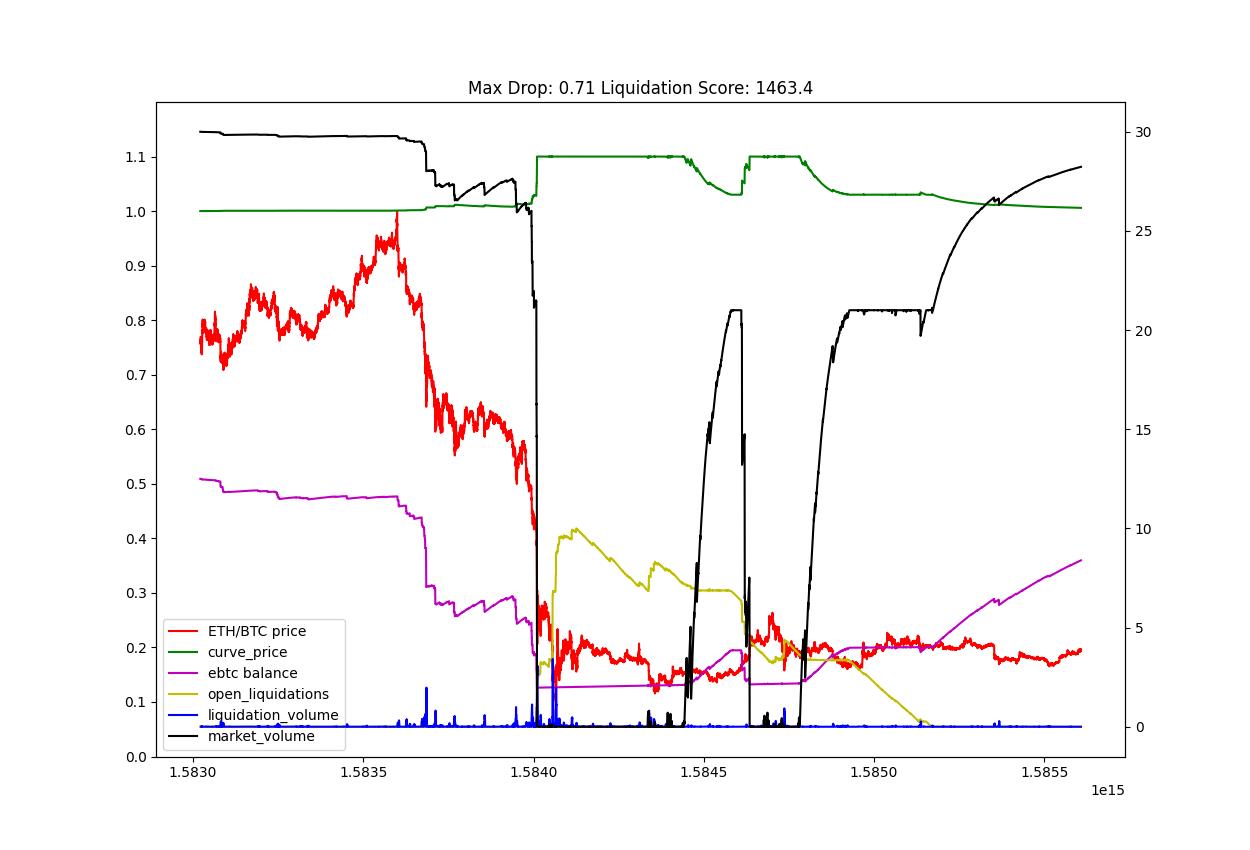 Max Drop: 0.71 Liquidation Score: 1463.4
1.1
1.0
0.9
0.8
0.7
0.6
0.5
0.4
0.3
0.2
0.1
0.0
30
25
20
15
10
5
0
ETH/BTC price
curve_price
ebtc balance
open_liquidations
liquidation_volume
market_volume
1.5830 1.5835 1.5840 1.5845 1.5850 1.5855
1e15